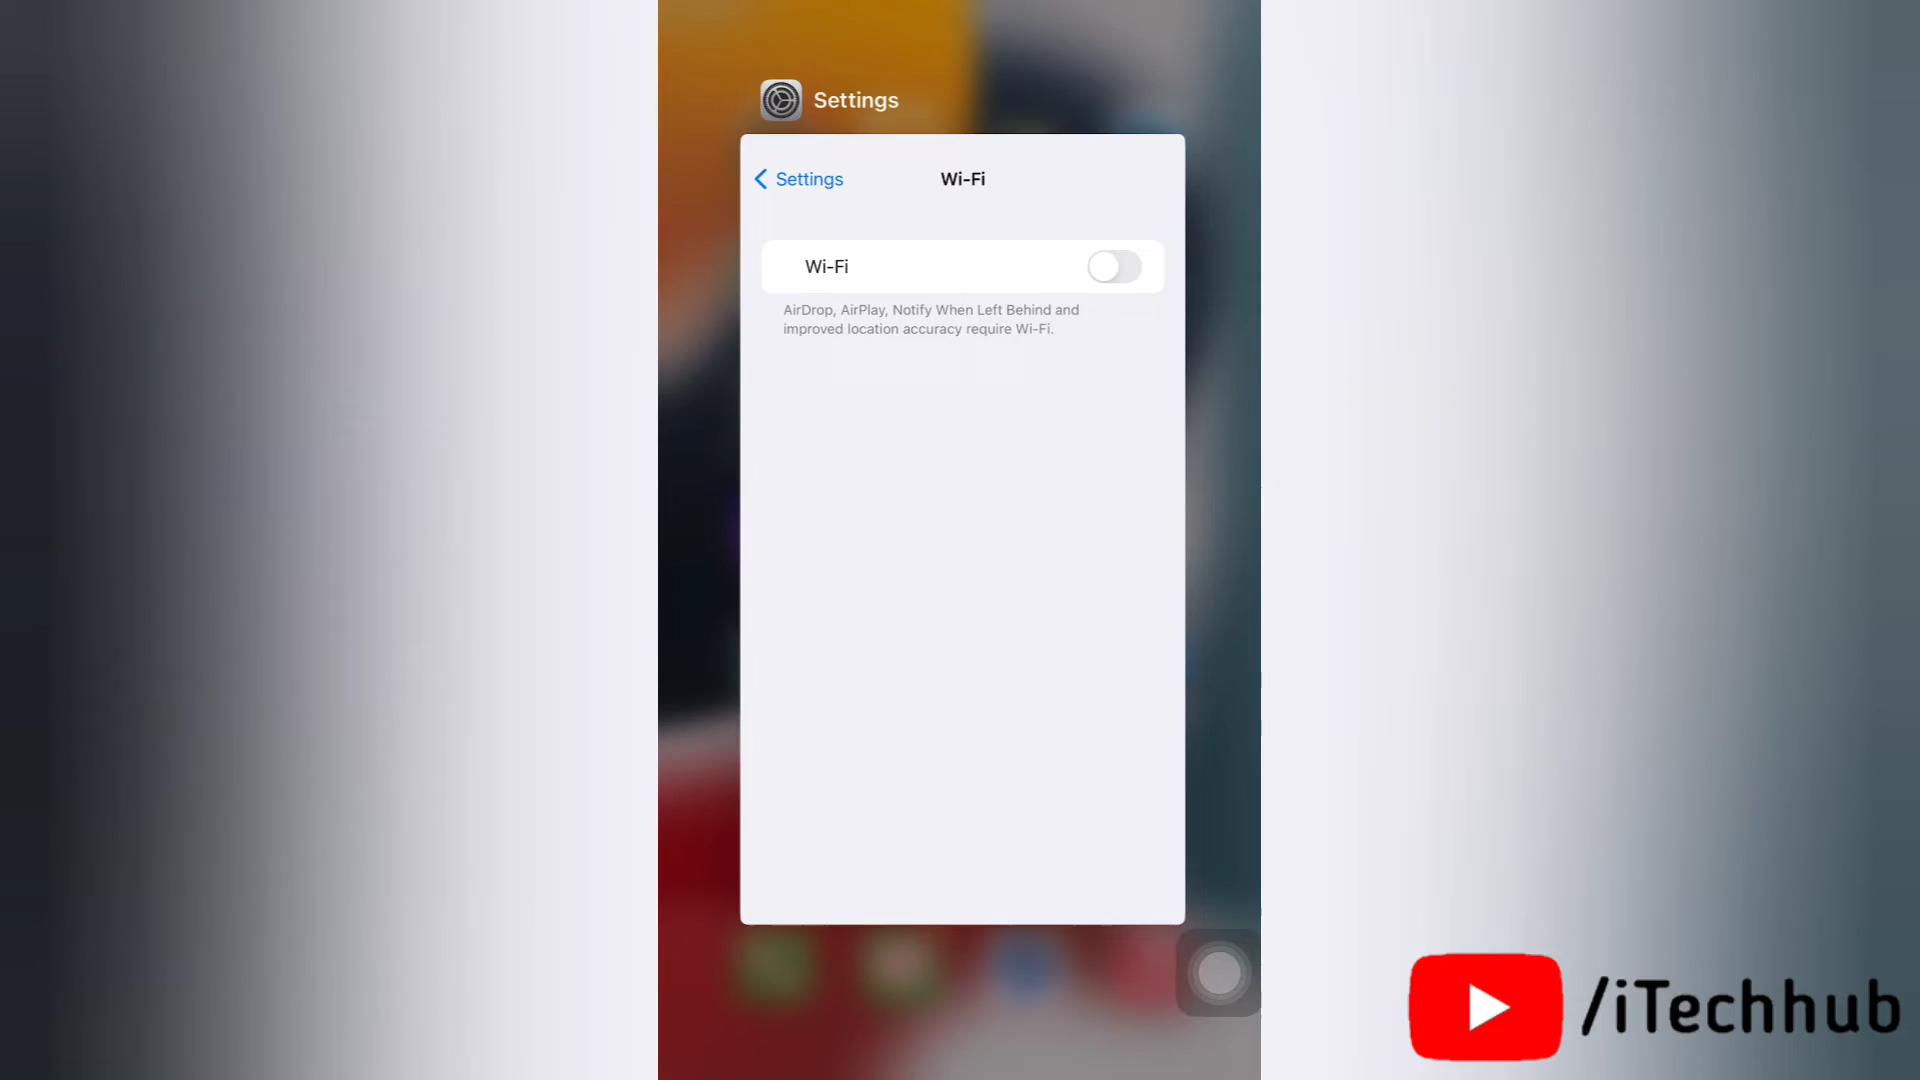 Settings
Settings
Wi-Fi
Wi-Fi
AirDrop, AirPlay, Notify When Left Behind and
improved location accuracy require Wi-Fi.
/iTechhub